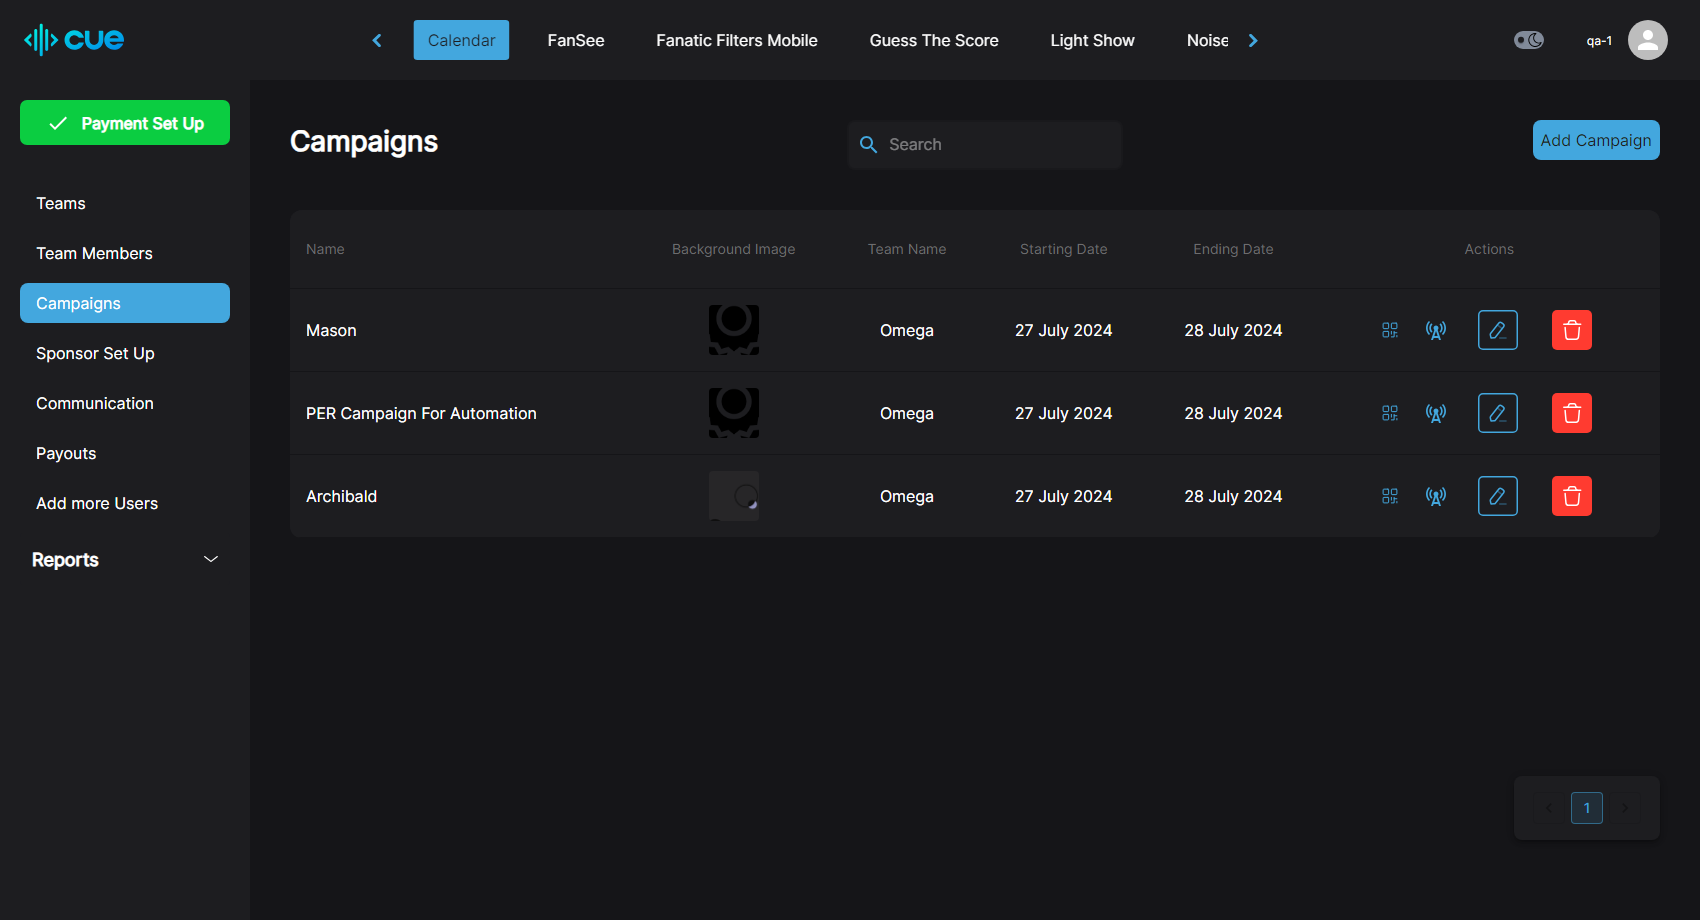 cue
Calendar
FanSee
Fanatic Filters Mobile
Guess The Score
Light Show
Noise
qa-1
Payment Set Up
Teams
Team Members
Campaigns
Sponsor Set Up
Communication
Payouts
Add more Users
Reports
Campaigns
Search
Add Campaign
Name Background Image Team Name Starting Date Ending Date Actions
Mason Omega 27 July 2024 28 July 2024
PER Campaign For Automation Omega 27 July 2024 28 July 2024
Archibald Omega 27 July 2024 28 July 2024
1